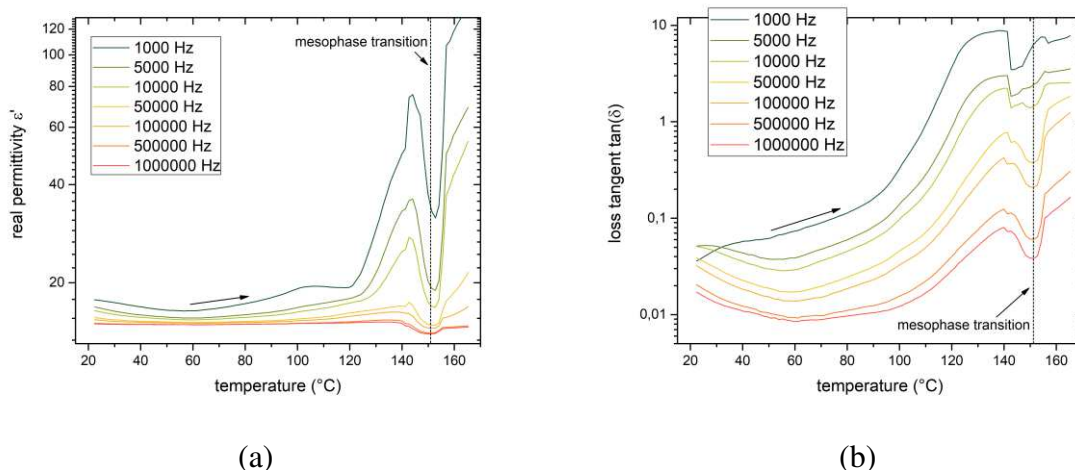 120
100
80
60
40
20
real permittivity ε'
1000 Hz
5000 Hz
10000 Hz
50000 Hz
100000 Hz
500000 Hz
1000000 Hz
mesophase transition
20 40 60 80 100 120 140 160
temperature (°C)
(a)
10
1
0,1
0,01
loss tangent tan(δ)
1000 Hz
5000 Hz
10000 Hz
50000 Hz
100000 Hz
500000 Hz
1000000 Hz
mesophase transition
20 40 60 80 100 120 140 160
temperature (°C)
(b)